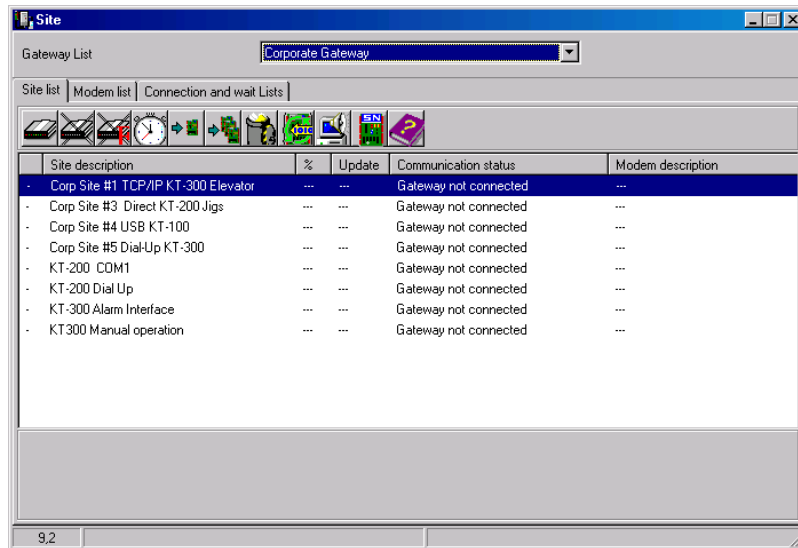 Site
Gateway List Corporate Gateway
Site list Modem list Connection and wait Lists
1010 SN ?
Site description % Update Communication status Modem description
- Corp Site #1 TCP/IP KT-300 Elevator --- --- Gateway not connected ---
- Corp Site #3 Direct KT-200 Jigs --- --- Gateway not connected ---
- Corp Site #4 USB KT-100 --- --- Gateway not connected ---
- Corp Site #5 Dial-Up KT-300 --- --- Gateway not connected ---
- KT-200 COM1 --- --- Gateway not connected ---
- KT-200 Dial Up --- --- Gateway not connected ---
- KT-300 Alarm Interface --- --- Gateway not connected ---
- KT300 Manual operation --- --- Gateway not connected ---
9,2